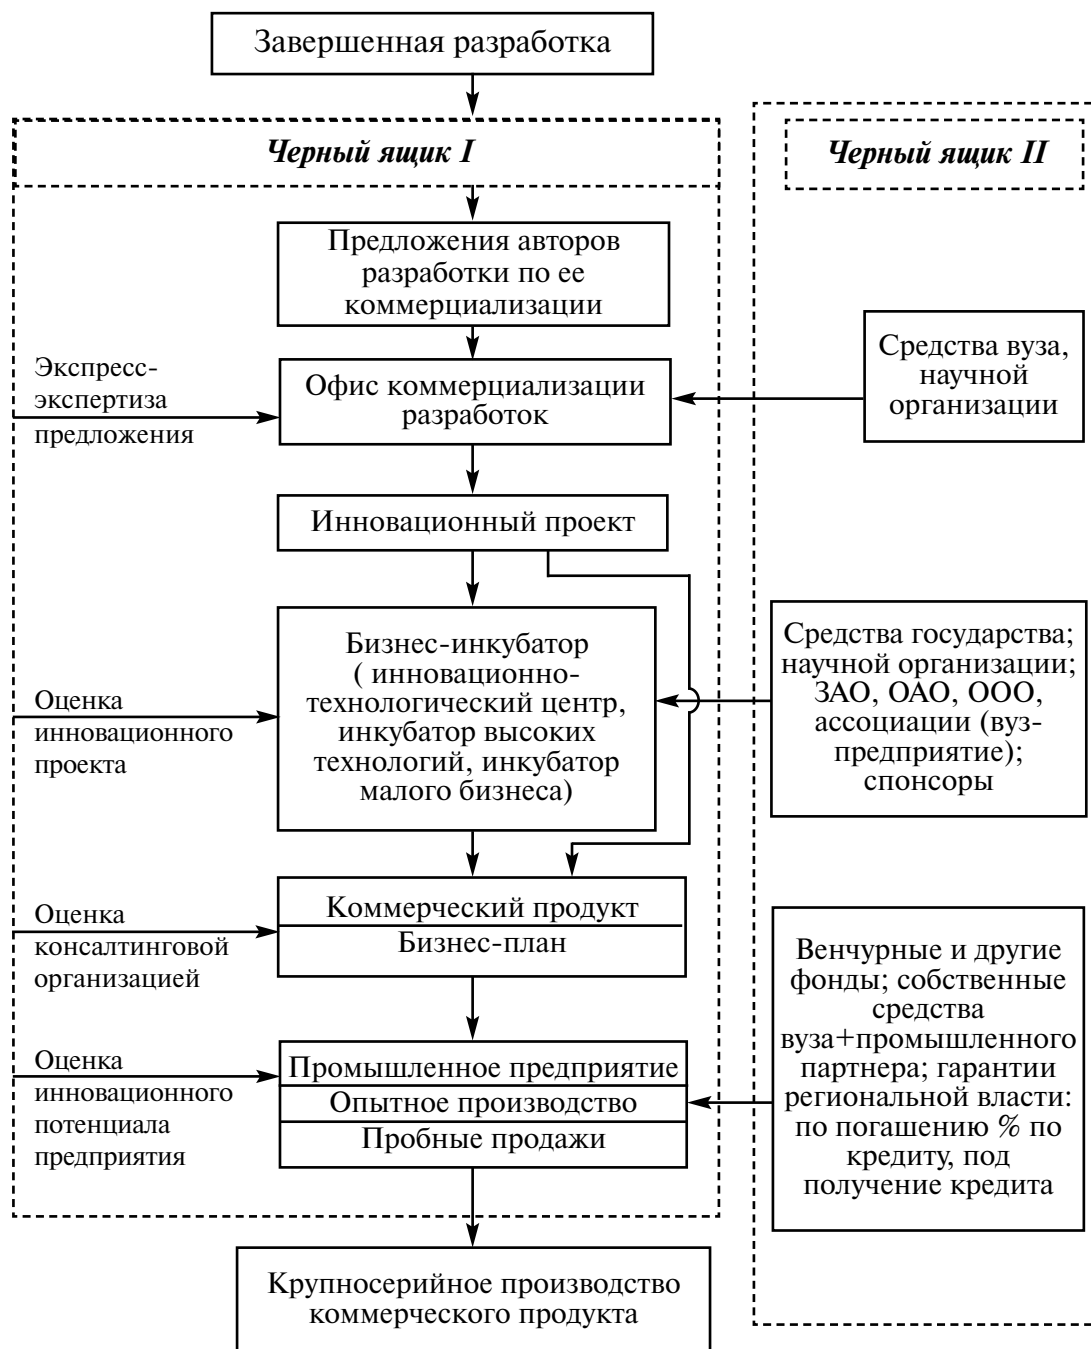 Завершенная разработка
Черный ящик I
Черный ящик II
Предложения авторов
разработки по ее
коммерциализации
Экспресс-
экспертиза
предложения
Офис коммерциализации
разработок
Средства вуза,
научной
организации
Инновационный проект
Бизнес-инкубатор
( инновационно-
технологический центр,
инкубатор высоких
технологий, инкубатор
малого бизнеса)
Средства государства;
научной организации;
ЗАО, ОАО, ООО,
ассоциации (вуз-
предприятие);
спонсоры
Оценка
инновационного
проекта
Оценка
консалтинговой
организацией
Коммерческий продукт
Бизнес-план
Венчурные и другие
фонды; собственные
средства
вуза+промышленного
партнера; гарантии
региональной власти:
по погашению % по
кредиту, под
получение кредита
Оценка
инновационного
потенциала
предприятия
Промышленное предприятие
Опытное производство
Пробные продажи
Крупносерийное производство
коммерческого продукта